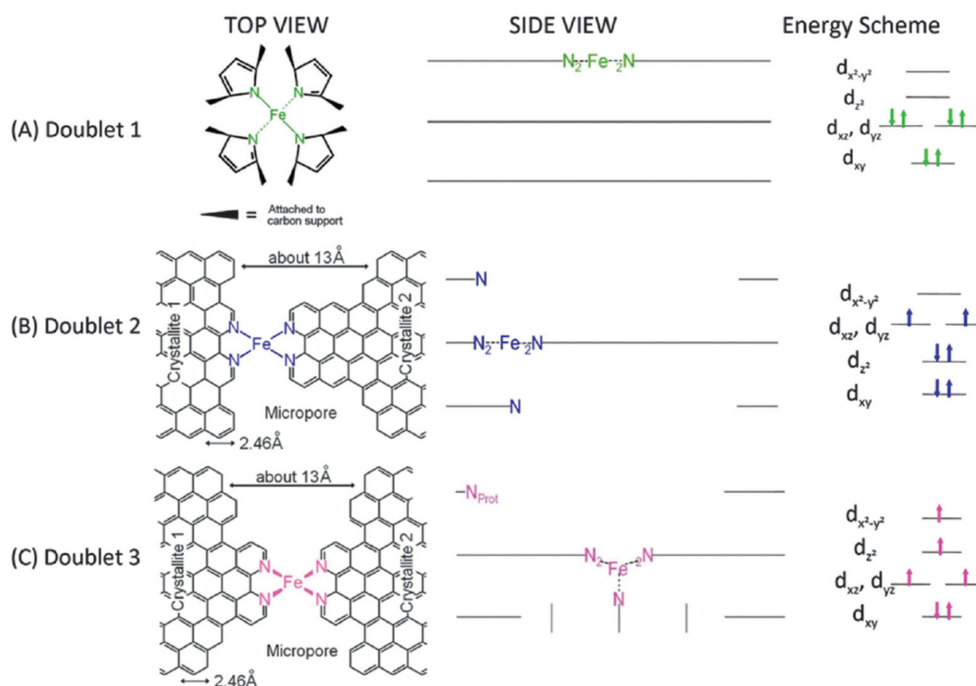 TOP VIEW
SIDE VIEW
Energy Scheme
(A) Doublet 1
N N
Fe
N N
= Attached to
carbon support
N₂ Fe ₂N
dx²-y²
dz²
dxz, dyz
dxy
(B) Doublet 2
about 13Å
Crystallite 1
N N
Fe
N N
Crystallite 2
Micropore
2.46Å
N
N₂ Fe ₂N
N
dx²-y²
dxz, dyz
dz²
dxy
(C) Doublet 3
about 13Å
Crystallite 1
N N
Fe
N N
Crystallite 2
Micropore
2.46Å
NProt
N₂ Fe ₂N
N
dx²-y²
dz²
dxz, dyz
dxy